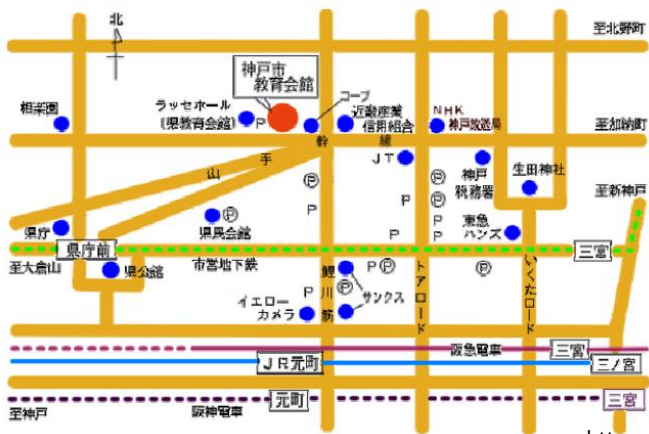 北
至北野町
神戸市
教育会館
コープ
相楽園
ラッセホール
(県教育会館)
P
近畿産業
信用組合
NHK
神戸放送局
至加納町
山手幹線
JT
神戸
税務署
生田神社
至新神戸
P
P
P
P
P
P
P
県庁
県民会館
P
東急
ハンズ
県庁前
三宮
至大倉山
県公館
市営地下鉄
鯉川筋
P
P
P
トアロード
いくたロード
P
サンクス
イエロー
カメラ
阪急電車
三宮
JR元町
三ノ宮
元町
三宮
至神戸
阪神電車